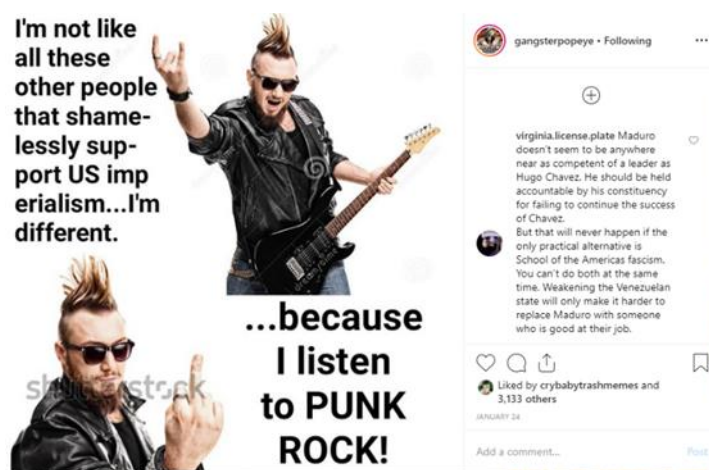 I'm not like
all these
other people
that shame-
lessly sup-
port US imp
erialism...I'm
different.
...because
I listen
to PUNK
ROCK!
shutterstock
dreamstime
gangsterpopeye • Following
virginia.license.plate Maduro
doesn't seem to be anywhere
near as competent of a leader as
Hugo Chavez. He should be held
accountable by his constituency
for failing to continue the success
of Chavez.
But that will never happen if the
only practical alternative is
School of the Americas fascism.
You can't do both at the same
time. Weakening the Venezuelan
state will only make it harder to
replace Maduro with someone
who is good at their job.
Liked by crybabytrashmemes and
3,133 others
JANUARY 24
Add a comment...
Post